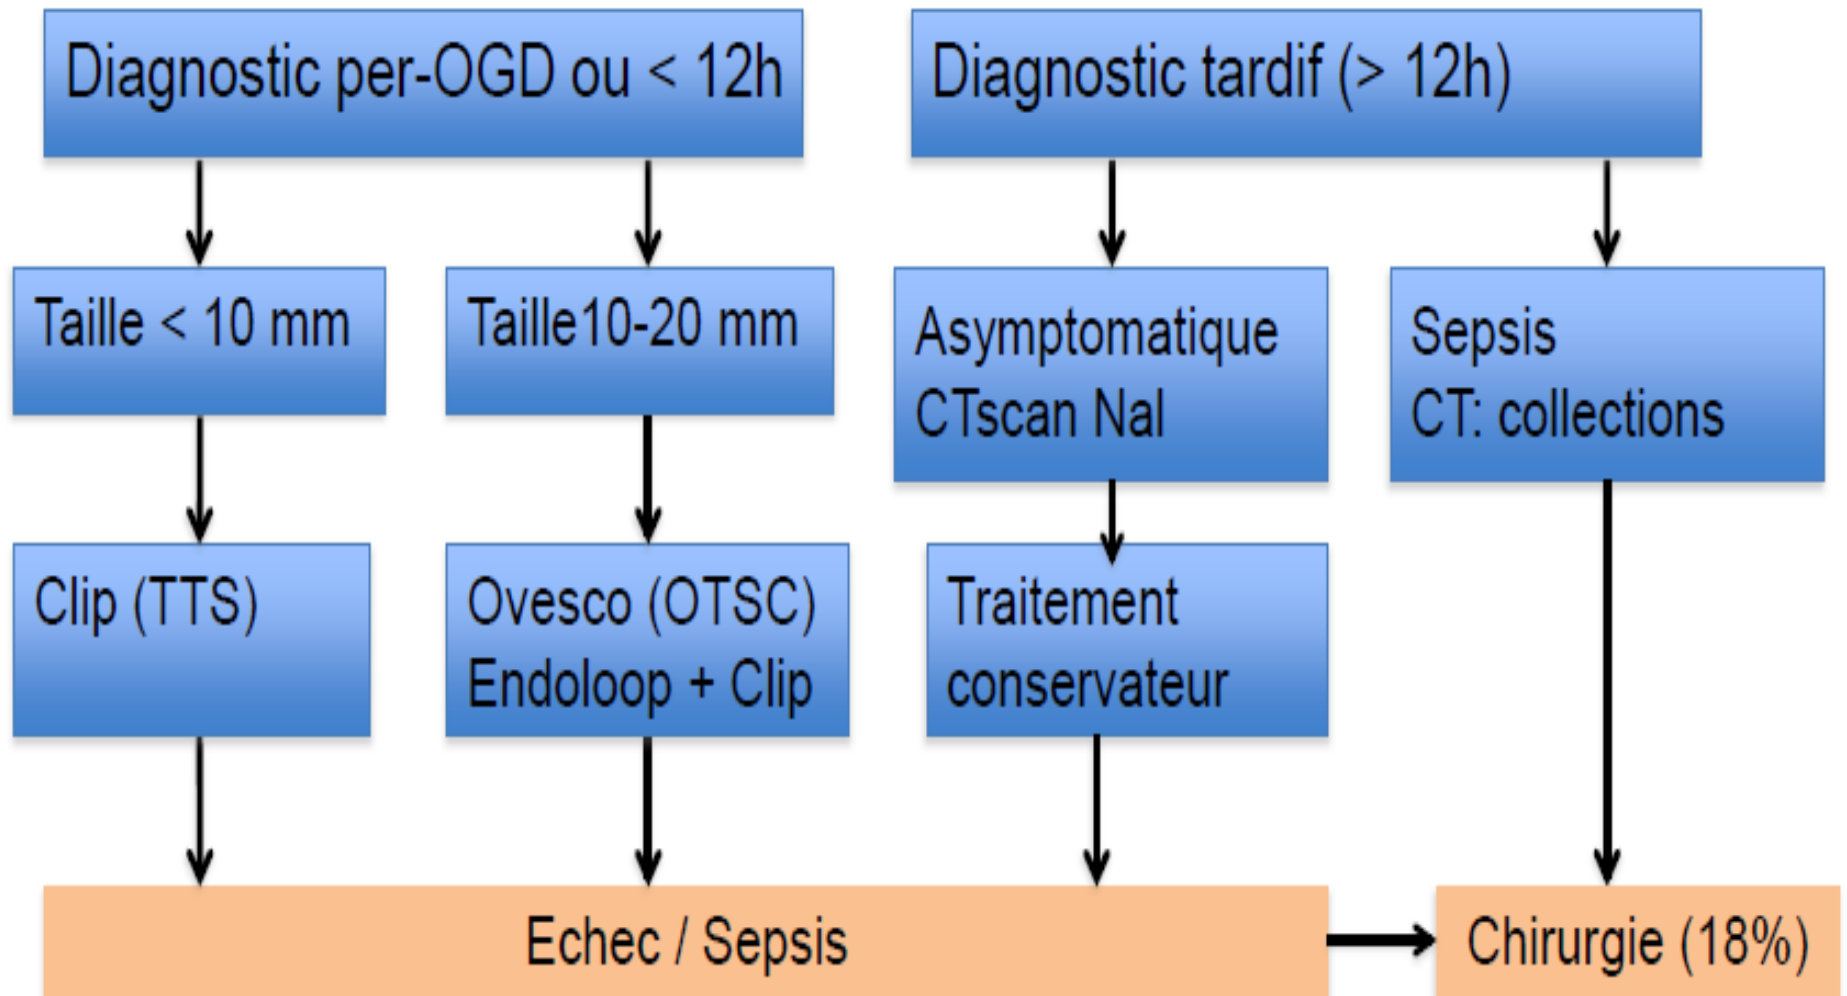 Diagnostic per-OGD ou < 12h
Diagnostic tardif (> 12h)
Taille < 10 mm
Taille10-20 mm
Asymptomatique
CTscan Nal
Sepsis
CT: collections
Clip (TTS)
Ovesco (OTSC)
Endoloop + Clip
Traitement
conservateur
Echec / Sepsis
Chirurgie (18%)